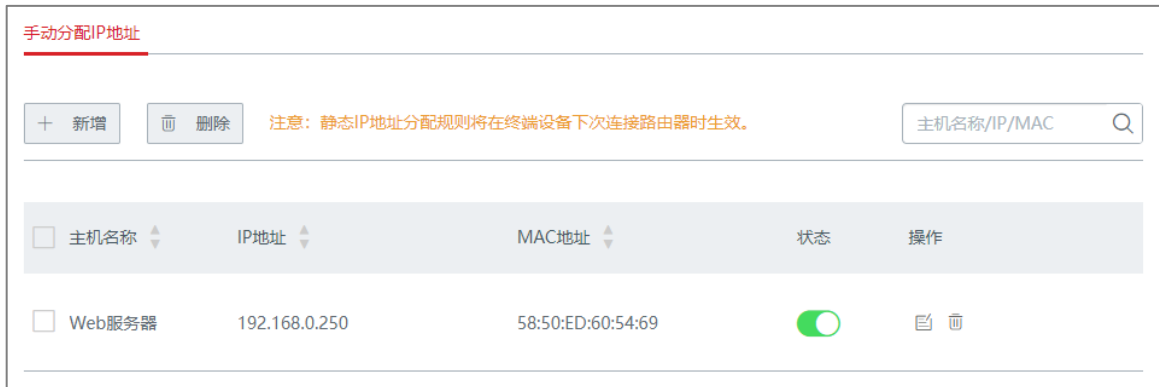 手动分配IP地址
新增 删除 注意：静态IP地址分配规则将在终端设备下次连接路由器时生效。 主机名称/IP/MAC
主机名称 IP地址 MAC地址 状态 操作
Web服务器 192.168.0.250 58:50:ED:60:54:69